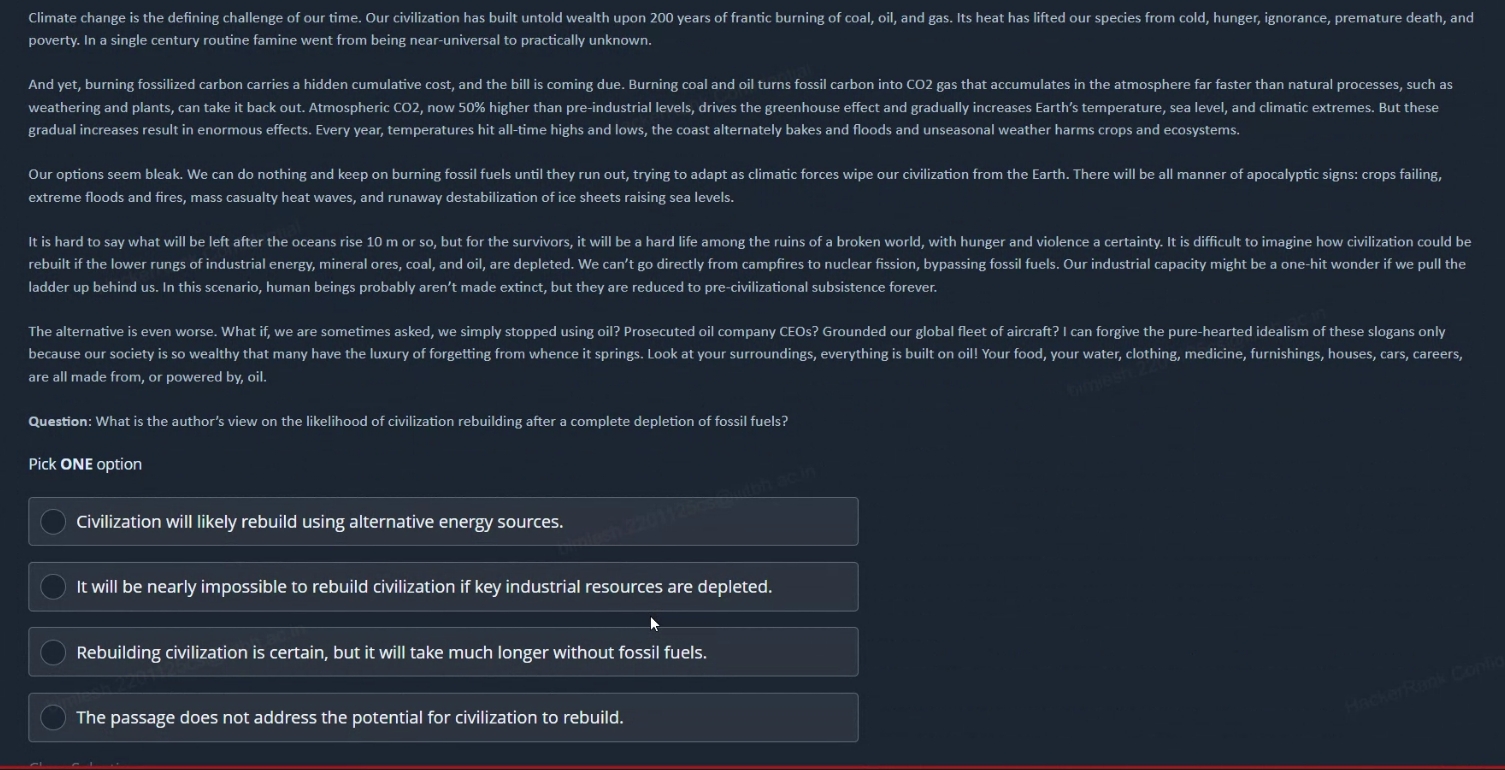 Climate change is the defining challenge of our time. Our civilization has built untold wealth upon 200 years of frantic burning of coal, oil, and gas. Its heat has lifted our species from cold, hunger, ignorance, premature death, and
poverty. In a single century routine famine went from being near-universal to practically unknown.
And yet, burning fossilized carbon carries a hidden cumulative cost, and the bill is coming due. Burning coal and oil turns fossil carbon into CO2 gas that accumulates in the atmosphere far faster than natural processes, such as
weathering and plants, can take it back out. Atmospheric CO2, now 50% higher than pre-industrial levels, drives the greenhouse effect and gradually increases Earth's temperature, sea level, and climatic extremes. But these
gradual increases result in enormous effects. Every year, temperatures hit all-time highs and lows, the coast alternately bakes and floods and unseasonal weather harms crops and ecosystems.
Our options seem bleak. We can do nothing and keep on burning fossil fuels until they run out, trying to adapt as climatic forces wipe our civilization from the Earth. There will be all manner of apocalyptic signs: crops failing,
extreme floods and fires, mass casualty heat waves, and runaway destabilization of ice sheets raising sea levels.
It is hard to say what will be left after the oceans rise 10 m or so, but for the survivors, it will be a hard life among the ruins of a broken world, with hunger and violence a certainty. It is difficult to imagine how civilization could be
rebuilt if the lower rungs of industrial energy, mineral ores, coal, and oil, are depleted. We can't go directly from campfires to nuclear fission, bypassing fossil fuels. Our industrial capacity might be a one-hit wonder if we pull the
ladder up behind us. In this scenario, human beings probably aren't made extinct, but they are reduced to pre-civilizational subsistence forever.
The alternative is even worse. What if, we are sometimes asked, we simply stopped using oil? Prosecuted oil company CEOs? Grounded our global fleet of aircraft? I can forgive the pure-hearted idealism of these slogans only
because our society is so wealthy that many have the luxury of forgetting from whence it springs. Look at your surroundings, everything is built on oil! Your food, your water, clothing, medicine, furnishings, houses, cars, careers,
are all made from, or powered by, oil.
Question: What is the author's view on the likelihood of civilization rebuilding after a complete depletion of fossil fuels?
Pick ONE option
Civilization will likely rebuild using alternative energy sources.
It will be nearly impossible to rebuild civilization if key industrial resources are depleted.
Rebuilding civilization is certain, but it will take much longer without fossil fuels.
The passage does not address the potential for civilization to rebuild.
HackerRank